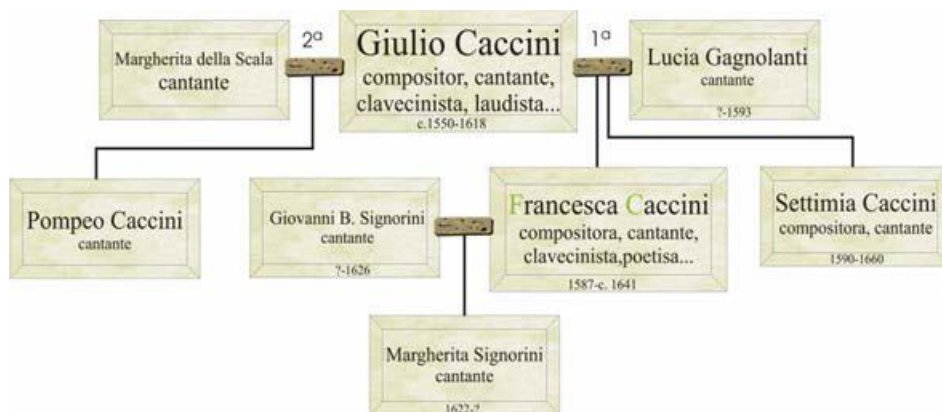 Margherita della Scala
cantante
2ª
Giulio Caccini
compositor, cantante,
clavecinista, laudista...
c.1550-1618
1ª
Lucia Gagnolanti
cantante
?-1593
Pompeo Caccini
cantante
Giovanni B. Signorini
cantante
?-1626
Francesca Caccini
compositora, cantante,
clavecinista,poetisa...
1587-c. 1641
Settimia Caccini
compositora, cantante
1590-1660
Margherita Signorini
cantante
1622-?